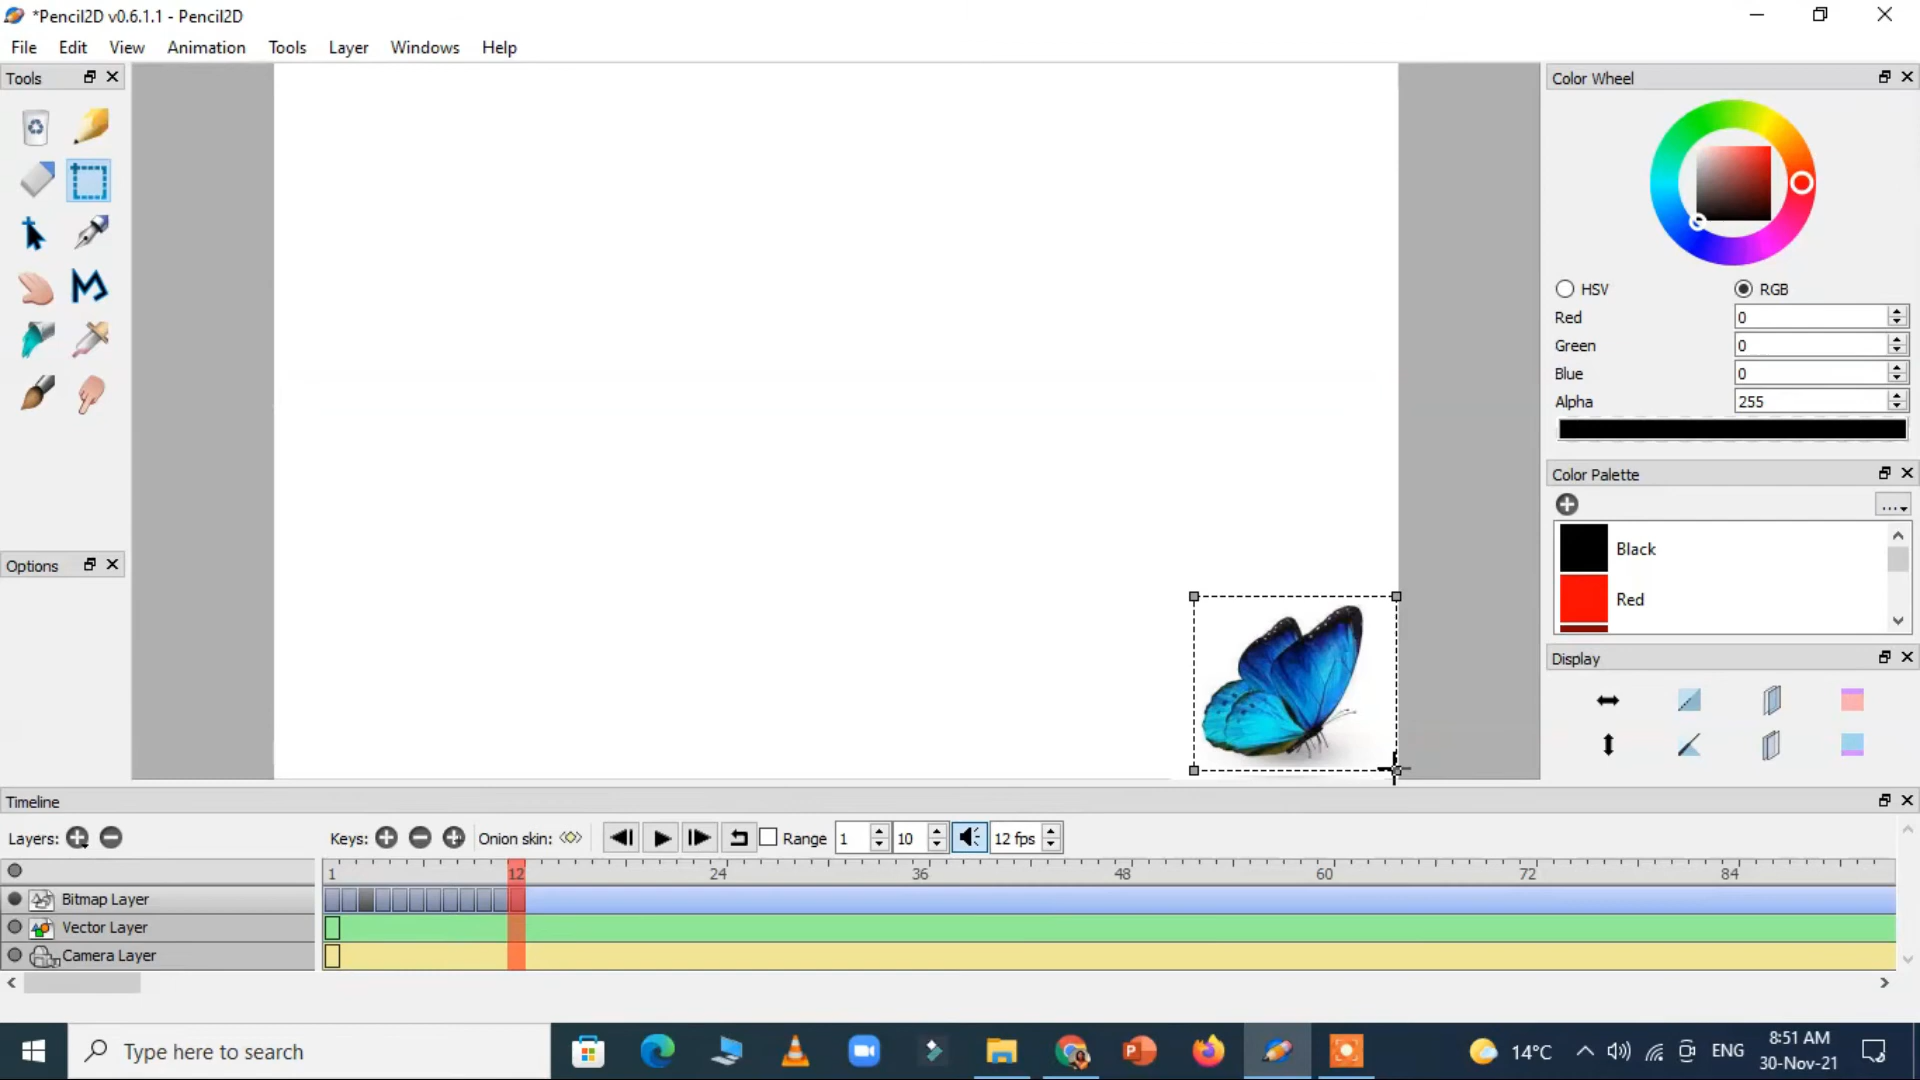 *Pencil2D v0.6.1.1 - Pencil2D
File Edit View Animation Tools Layer Windows Help
Tools
Color Wheel
HSV RGB
Red 0
Green 0
Blue 0
Alpha 255
Color Palette
....
Black
Red
Options
Display
Timeline
Layers: Keys: Onion skin: Range 1 10 12 fps
1 12 24 36 48 60 72 84
Bitmap Layer
Vector Layer
Camera Layer
Type here to search
14°C ENG
8:51 AM
30-Nov-21